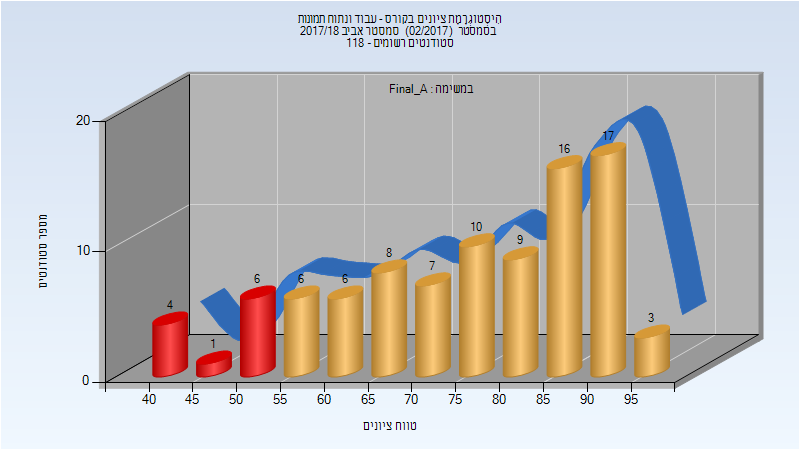 היסטוגרמת ציונים בקורס - עבוד ונתוח תמונות
בסמסטר (02/2017) סמסטר אביב 2017/18
סטודנטים רשומים - 118
במשימה : Final_A
20
10
0
מספר סטודנטים
4
1
6
6
6
8
7
10
9
16
17
3
40 45 50 55 60 65 70 75 80 85 90 95
טווח ציונים